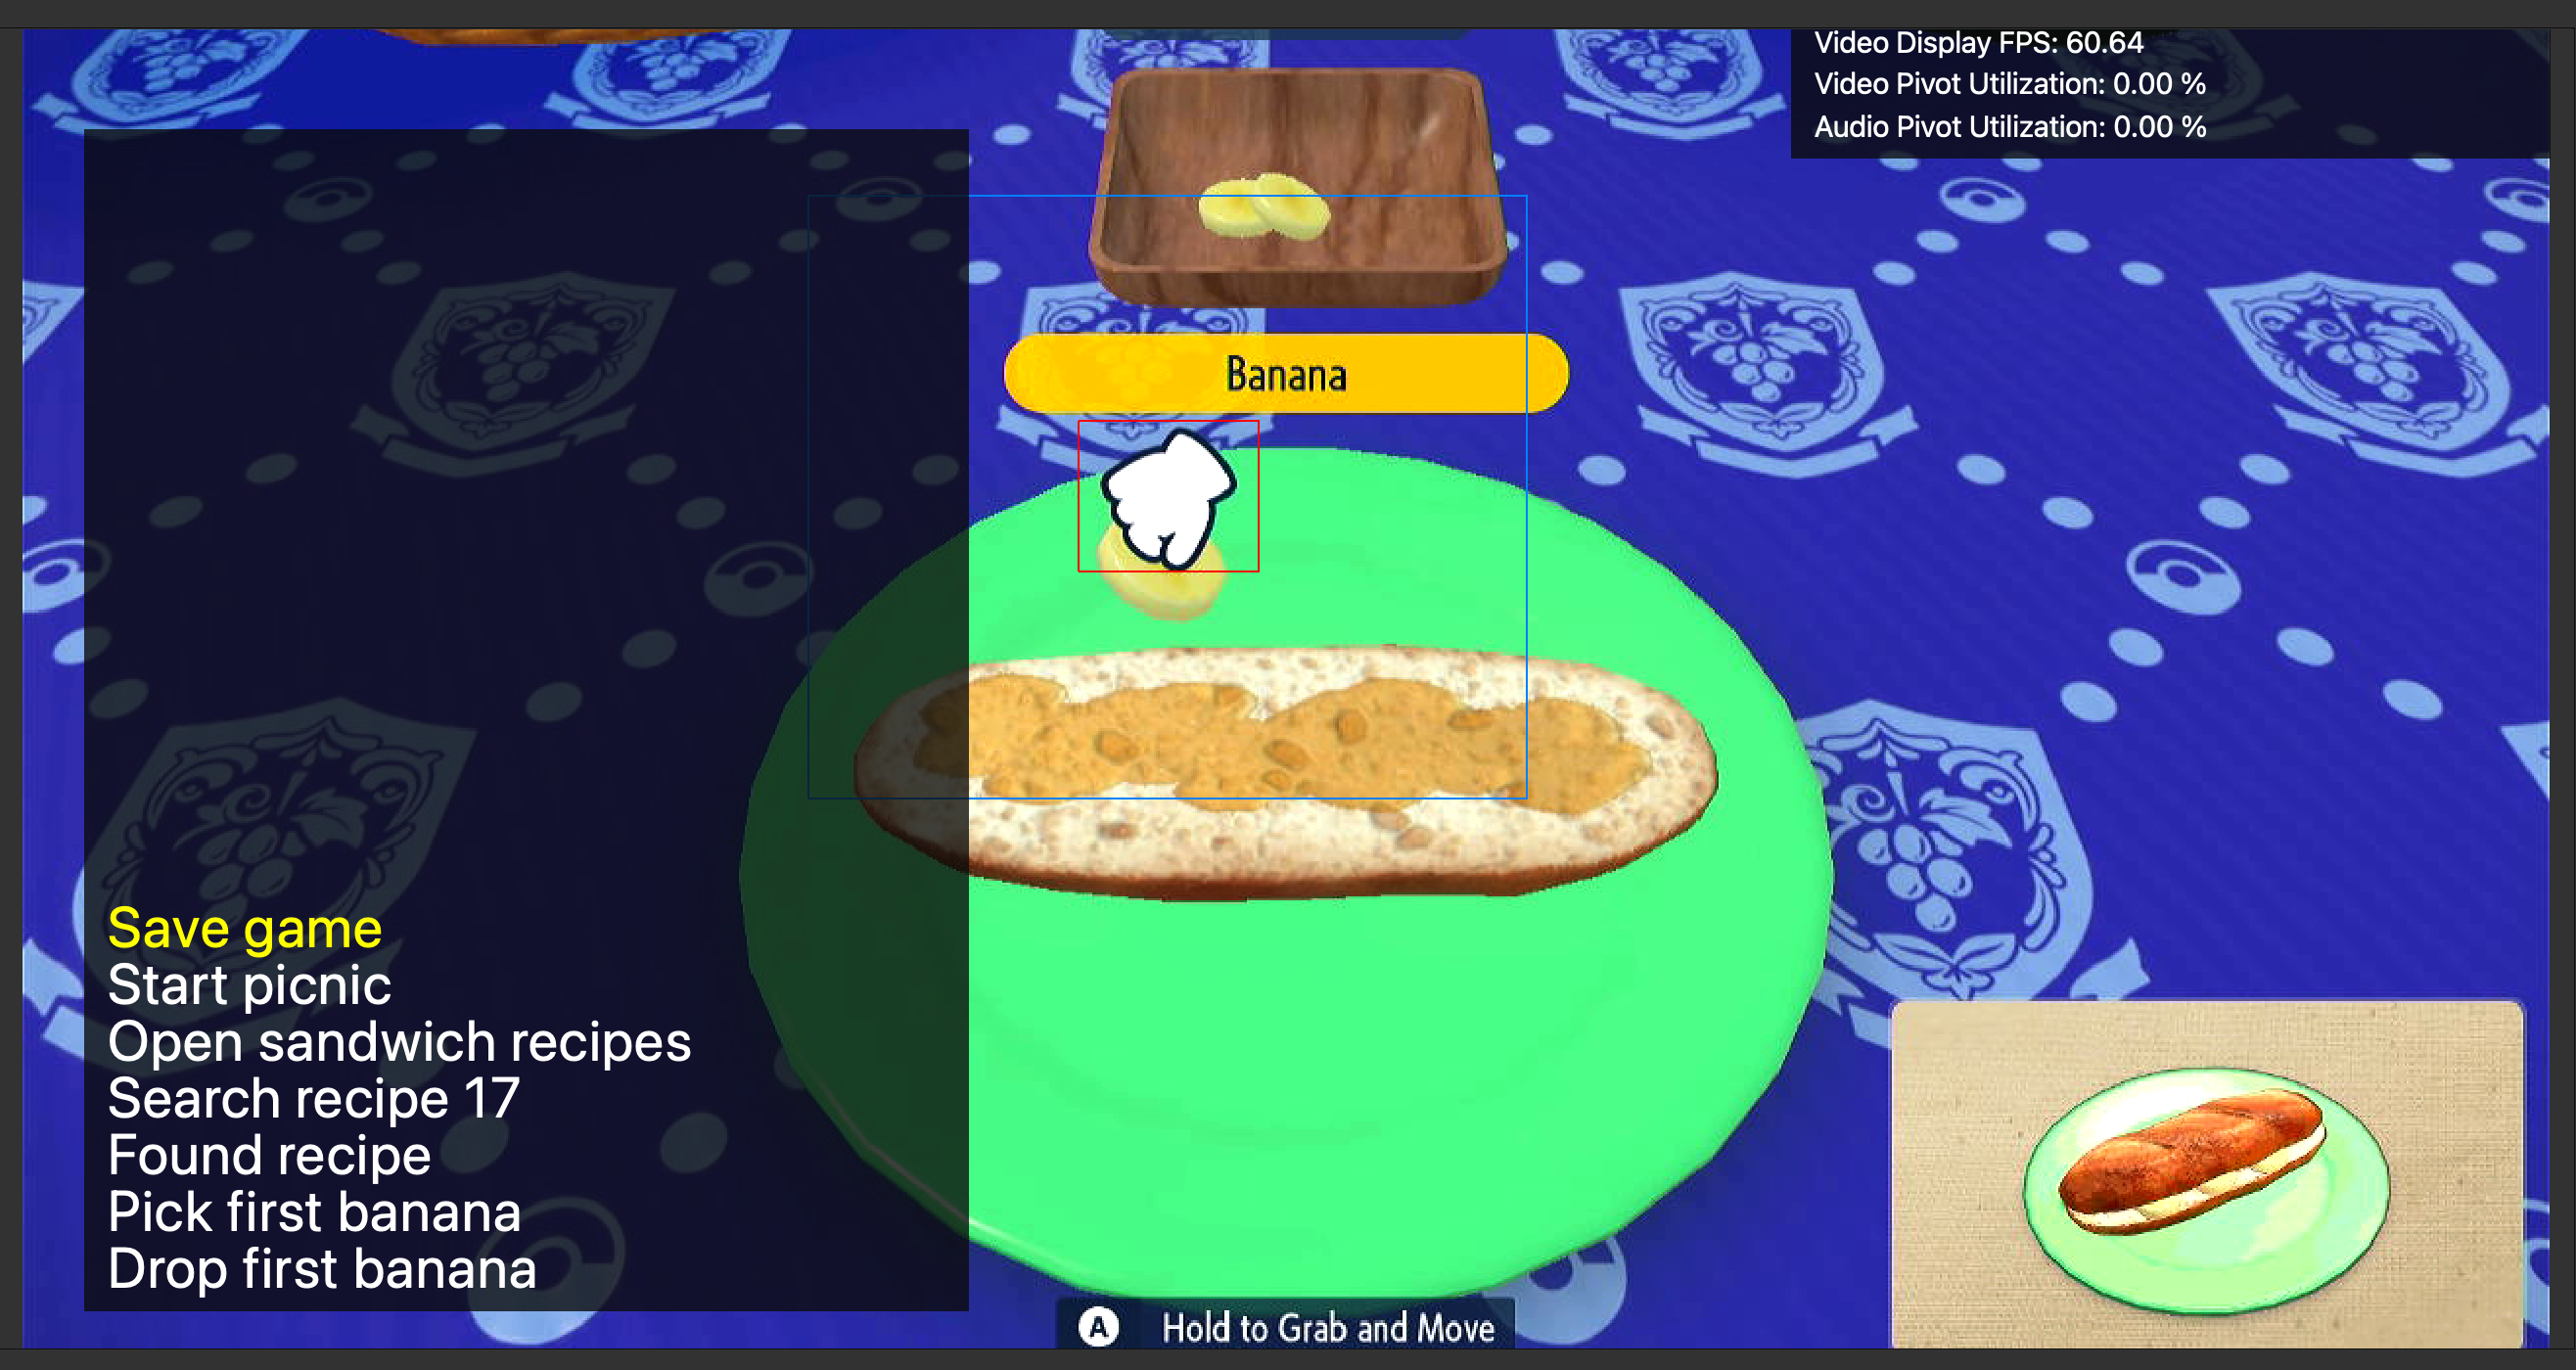 Video Display FPS: 60.64
Video Pivot Utilization: 0.00 %
Audio Pivot Utilization: 0.00 %
Banana
Save game
Start picnic
Open sandwich recipes
Search recipe 17
Found recipe
Pick first banana
Drop first banana
A Hold to Grab and Move